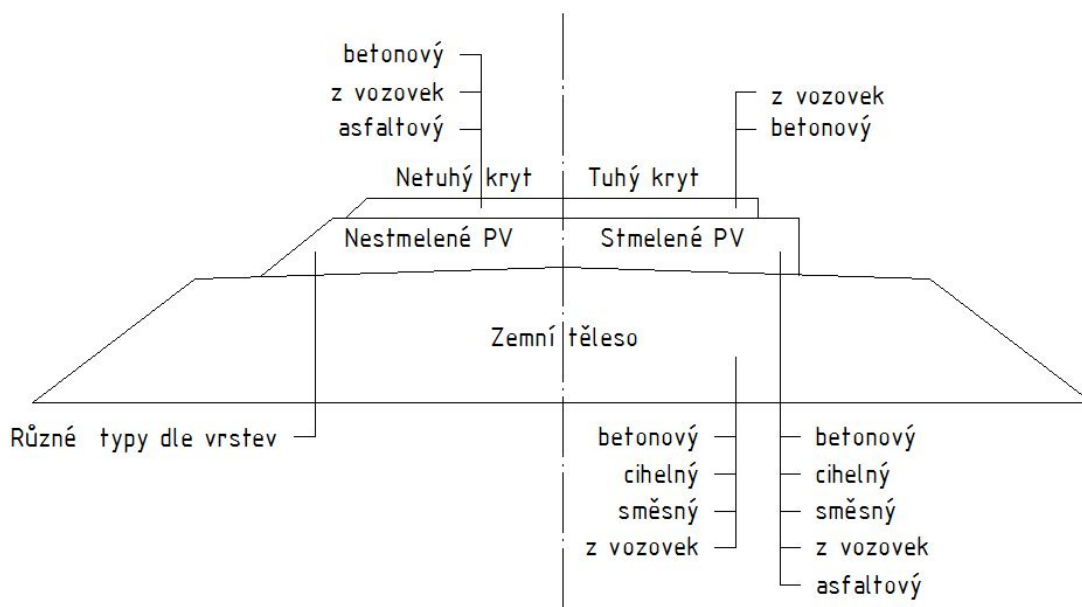 betonový
z vozovek
asfaltový
z vozovek
betonový
Netuhý kryt
Tuhý kryt
Nestmelené PV
Stmelené PV
Zemní těleso
Různé typy dle vrstev
betonový
cihelný
směsný
z vozovek
betonový
cihelný
směsný
z vozovek
asfaltový